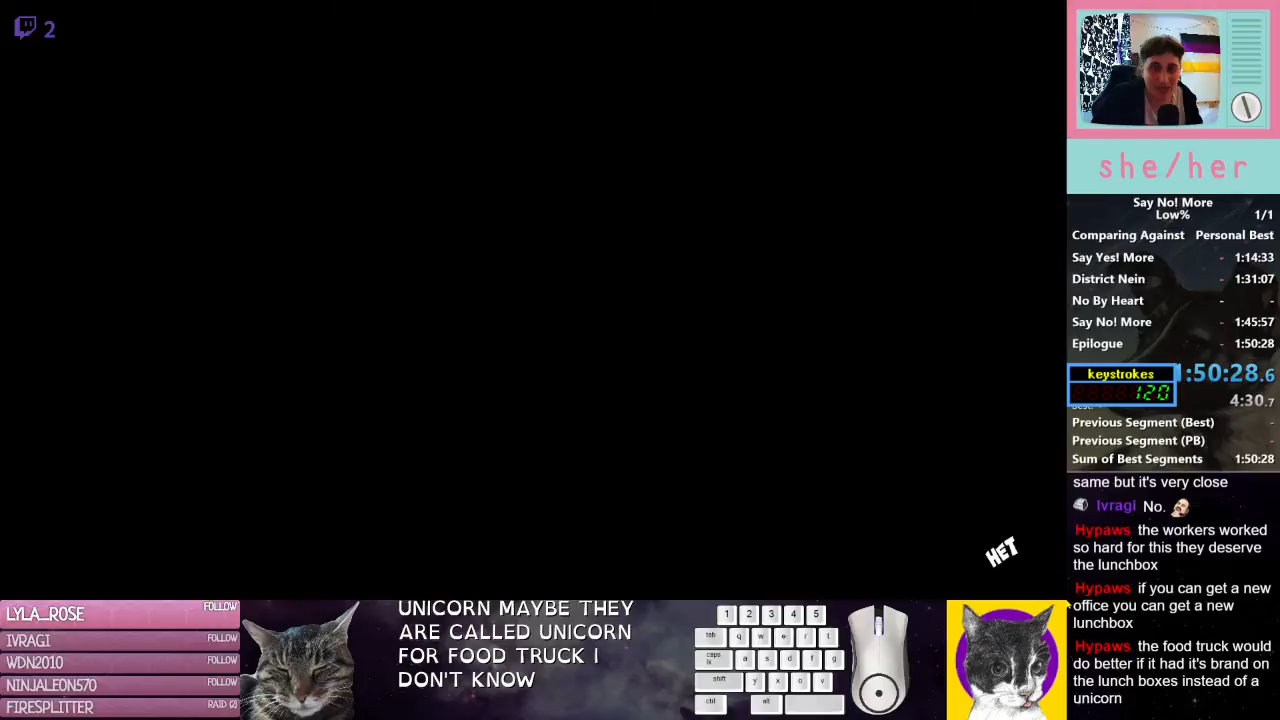 2
she/her
Say No! More
Low% 1/1
Comparing Against Personal Best
Say Yes! More - 1:14:33
District Nein - 1:31:07
No By Heart - -
Say No! More - 1:45:57
Epilogue - 1:50:28
keystrokes 1:50:28.6
120 4:30.7
Previous Segment (Best) -
Previous Segment (PB) -
Sum of Best Segments 1:50:28
same but it's very close
Ivragi No.
Hypaws the workers worked
so hard for this they deserve
the lunchbox
Hypaws if you can get a new
office you can get a new
lunchbox
Hypaws the food truck would
do better if it had it's brand on
the lunch boxes instead of a
unicorn
НЕТ
LYLA_ROSE FOLLOW
IVRAGI FOLLOW
WDN2010 FOLLOW
NINJALEON570 FOLLOW
FIRESPLITTER RAID (2)
UNICORN MAYBE THEY
ARE CALLED UNICORN
FOR FOOD TRUCK I
DON'T KNOW
1 2 3 4 5
tab q w e r t
caps lk a s d f g
shift y x o v
ctrl alt